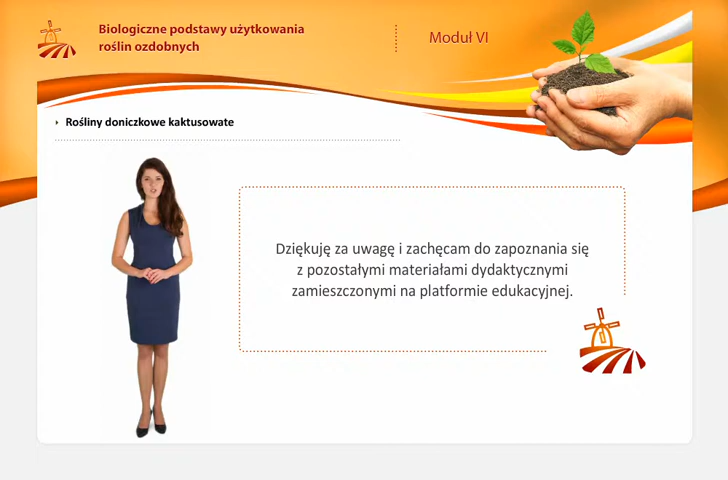 Biologiczne podstawy użytkowania
roślin ozdobnych
Moduł VI
Rośliny doniczkowe kaktusowate
Dziękuję za uwagę i zachęcam do zapoznania się
z pozostałymi materiałami dydaktycznymi
zamieszczonymi na platformie edukacyjnej.